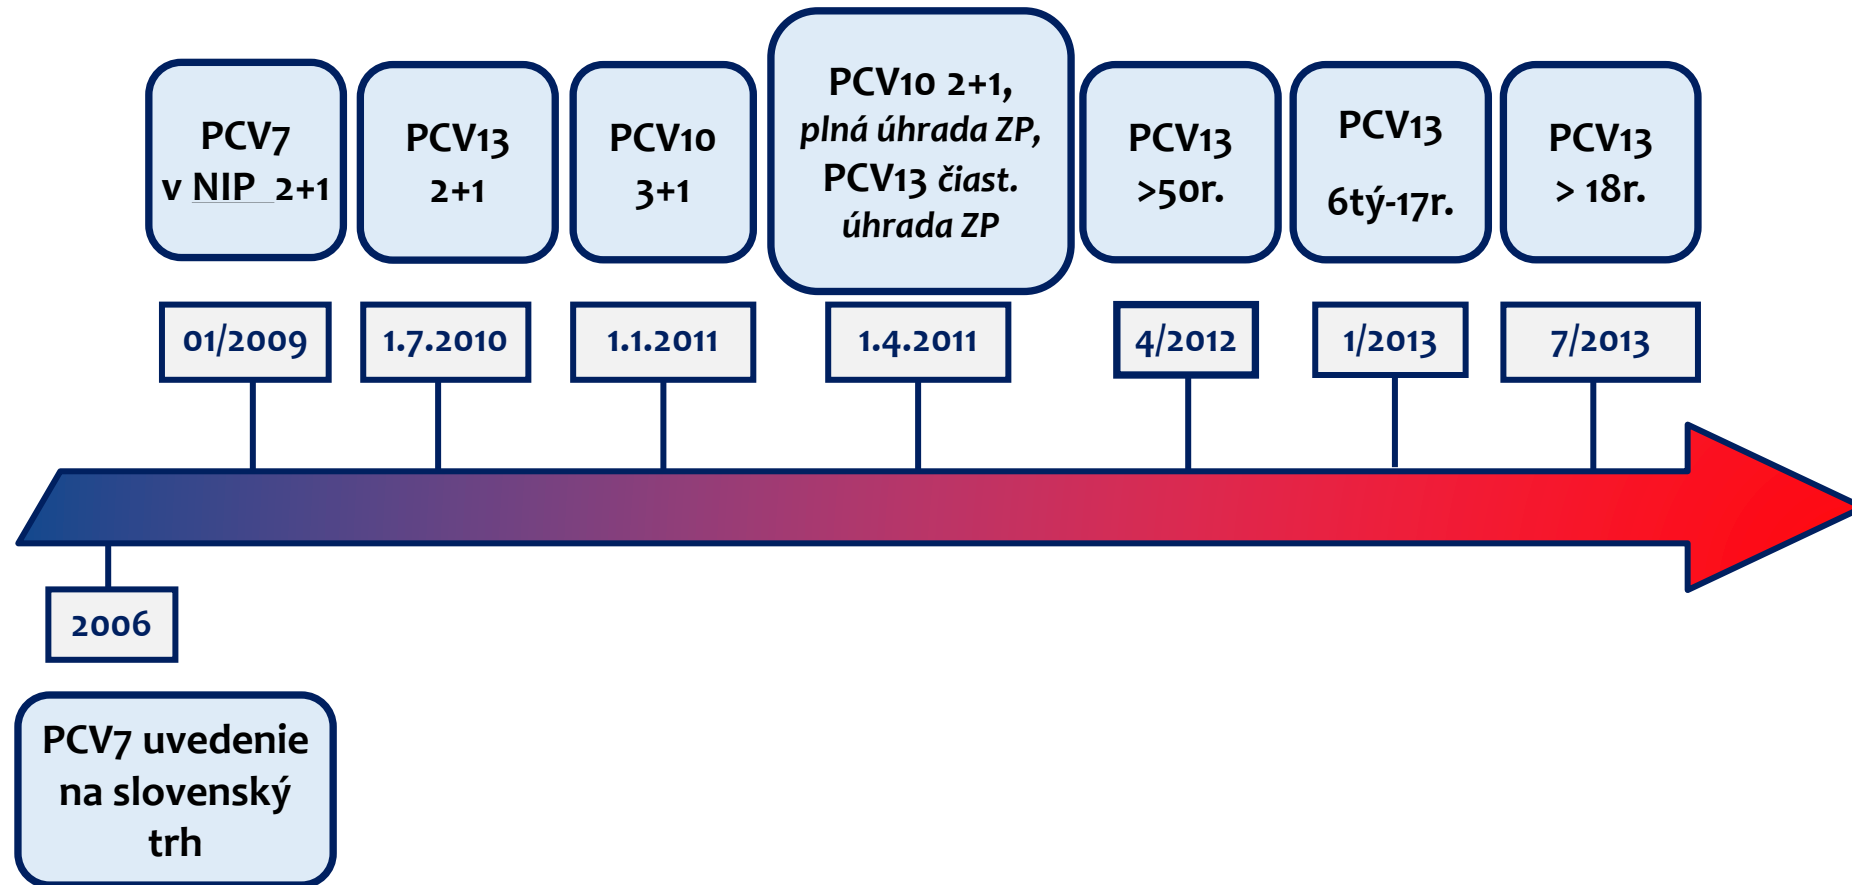 PCV7
v NIP 2+1
PCV13
2+1
PCV10
3+1
PCV10 2+1,
plná úhrada ZP,
PCV13 čiast.
úhrada ZP
PCV13
>50r.
PCV13
6tý-17r.
PCV13
> 18r.
01/2009
1.7.2010
1.1.2011
1.4.2011
4/2012
1/2013
7/2013
2006
PCV7 uvedenie
na slovenský
trh